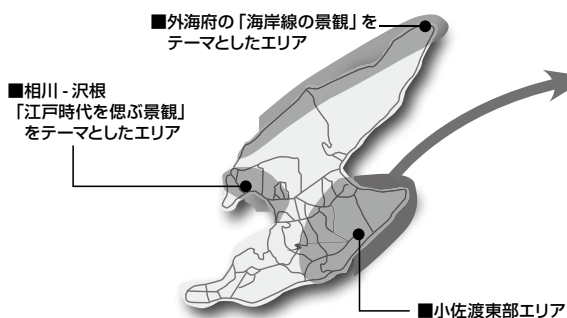 ■外海府の「海岸線の景観」を
テーマとしたエリア
■相川 - 沢根
「江戸時代を偲ぶ景観」
をテーマとしたエリア
■小佐渡東部エリア